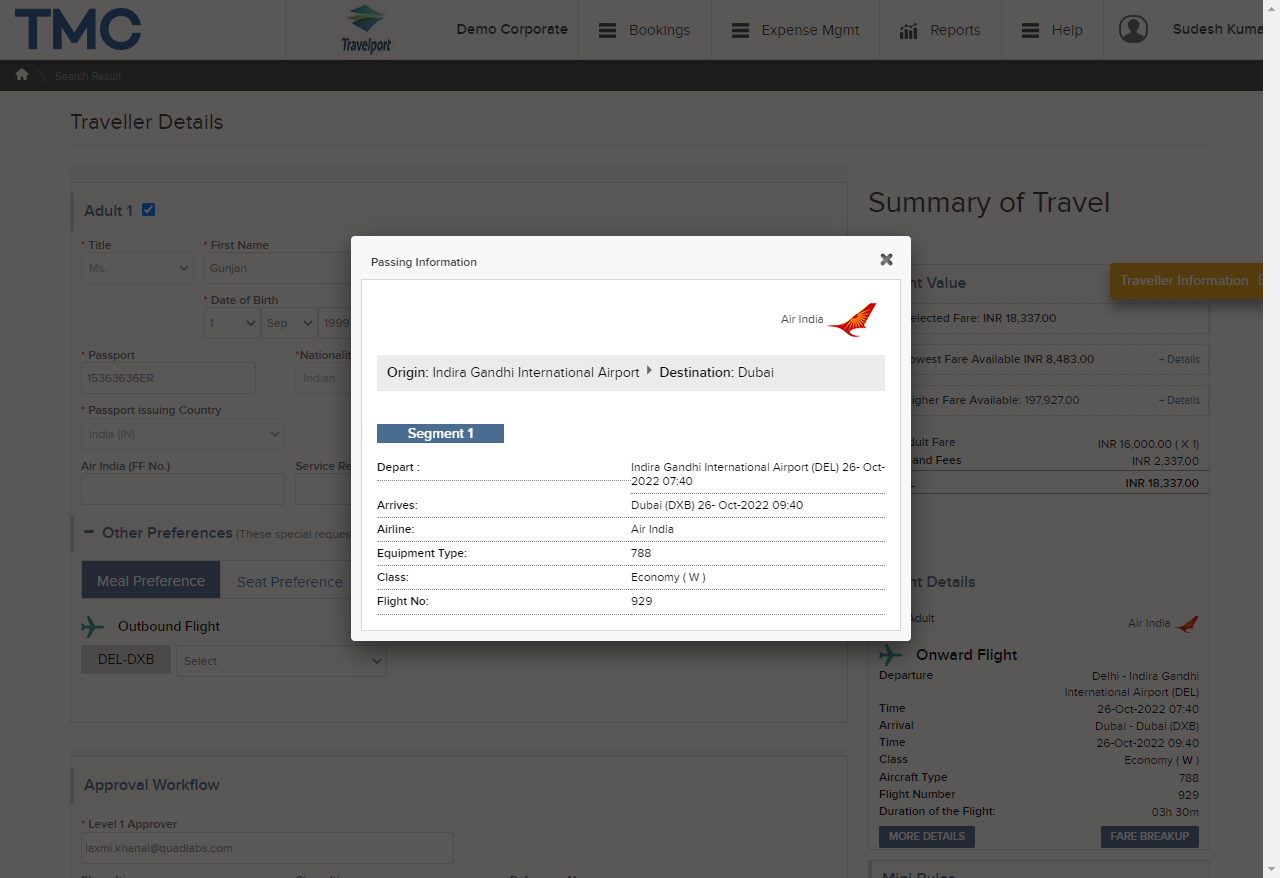 TMC
Travelport
Demo Corporate
Bookings
Expense Mgmt
Reports
Help
Sudesh Kuma
Search Result
Traveller Details
Adult 1
* Title
* First Name
Ms.
Gunjan
* Date of Birth
1
Sep
1999
* Passport
*Nationalit
15363636ER
Indian
* Passport issuing Country
India (IN)
Air India (FF No.)
Service Re
Other Preferences (These special reques
Meal Preference
Seat Preference
Outbound Flight
DEL-DXB
Select
Approval Workflow
* Level 1 Approver
laxmi.khanal@quadlabs.com
Passing Information
Air India
Origin: Indira Gandhi International Airport
Destination: Dubai
Segment 1
Depart :
Indira Gandhi International Airport (DEL) 26- Oct-
2022 07:40
Arrives:
Dubai (DXB) 26- Oct-2022 09:40
Airline:
Air India
Equipment Type:
788
Class:
Economy ( W )
Flight No:
929
Summary of Travel
nt Value
Traveller Information
elected Fare: INR 18,337.00
owest Fare Available INR 8,483.00
- Details
igher Fare Available: 197,927.00
- Details
dult Fare
INR 16,000.00 ( X 1)
and Fees
INR 2,337.00
INR 18,337.00
nt Details
Adult
Air India
Onward Flight
Departure
Delhi - Indira Gandhi
International Airport (DEL)
Time
26-Oct-2022 07:40
Arrival
Dubai - Dubai (DXB)
Time
26-Oct-2022 09:40
Class
Economy ( W )
Aircraft Type
788
Flight Number
929
Duration of the Flight:
03h 30m
MORE DETAILS
FARE BREAKUP